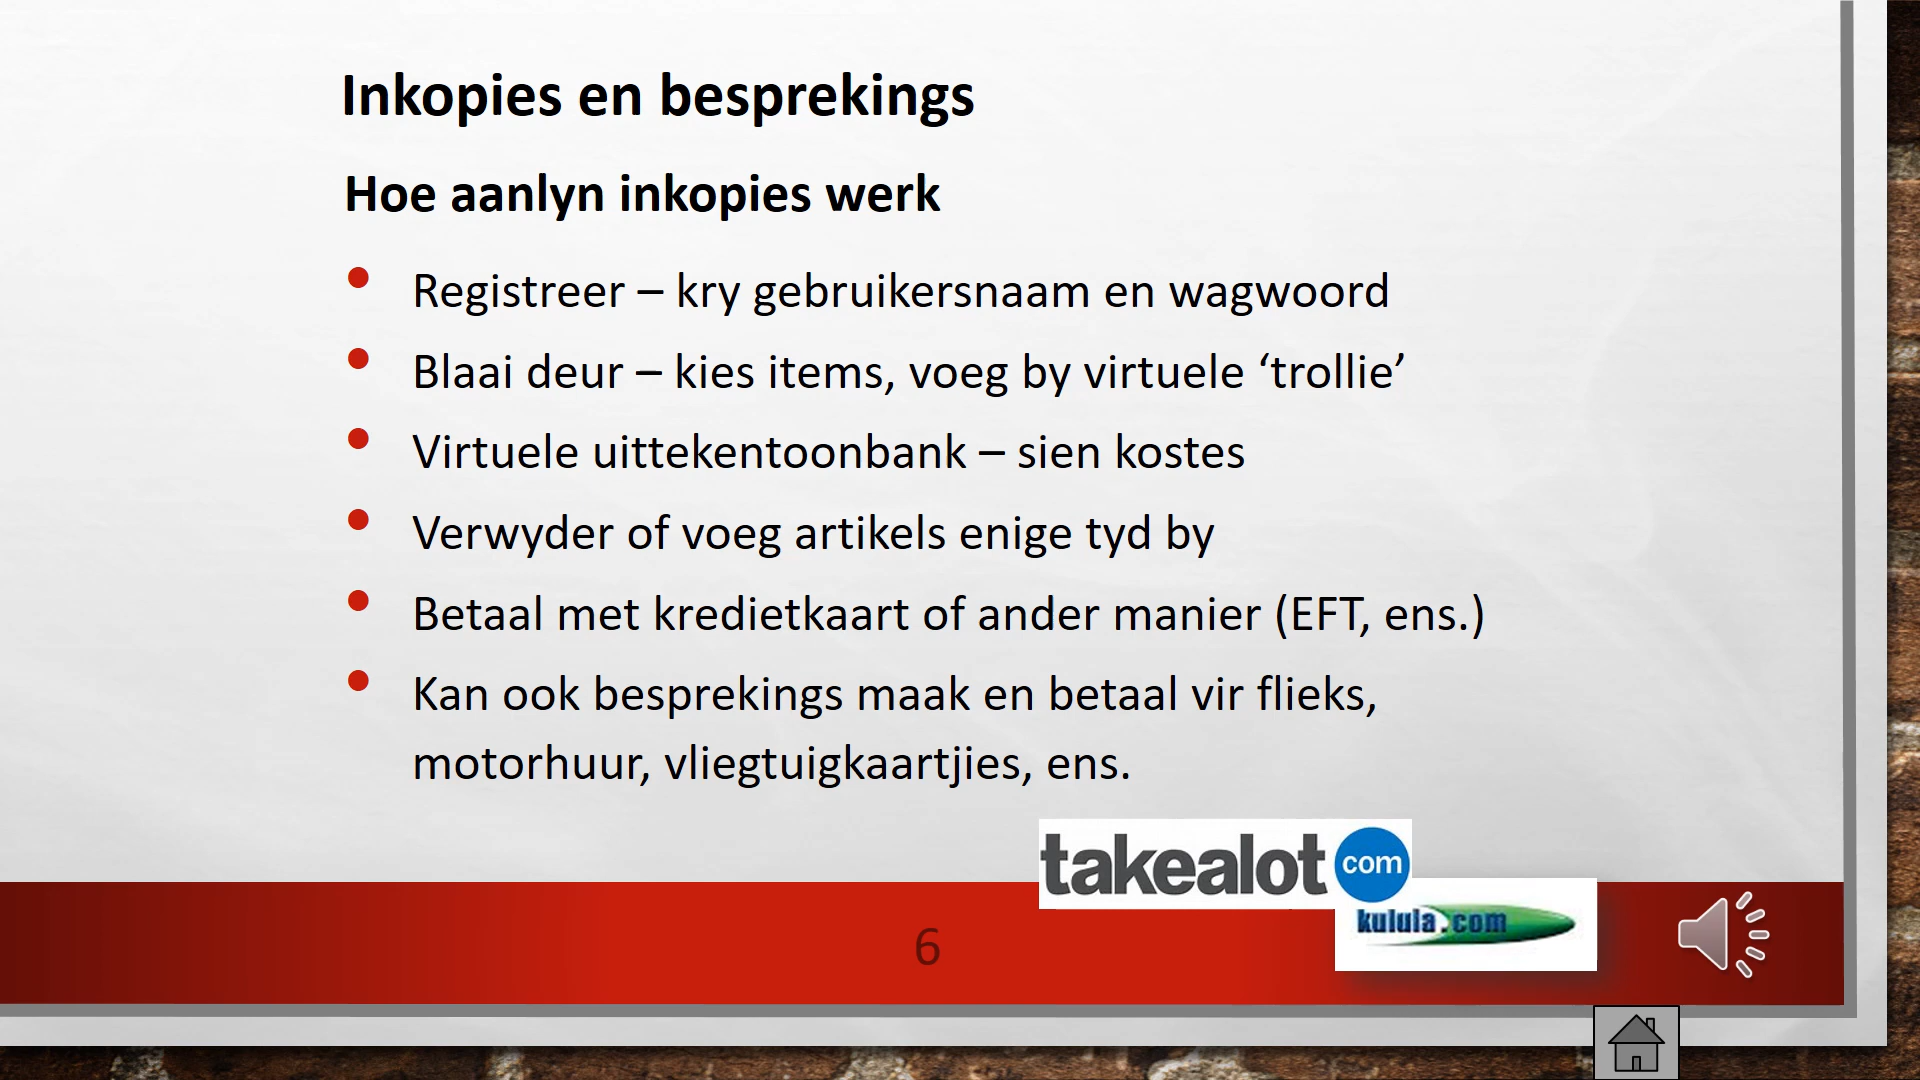 Inkopies en besprekings
Hoe aanlyn inkopies werk
• Registreer – kry gebruikersnaam en wagwoord
• Blaai deur – kies items, voeg by virtuele ‘trollie’
• Virtuele uittekentoonbank – sien kostes
• Verwyder of voeg artikels enige tyd by
• Betaal met kredietkaart of ander manier (EFT, ens.)
• Kan ook besprekings maak en betaal vir flieks,
motorhuur, vliegtuigkaartjies, ens.
takealot com
kulula.com
6